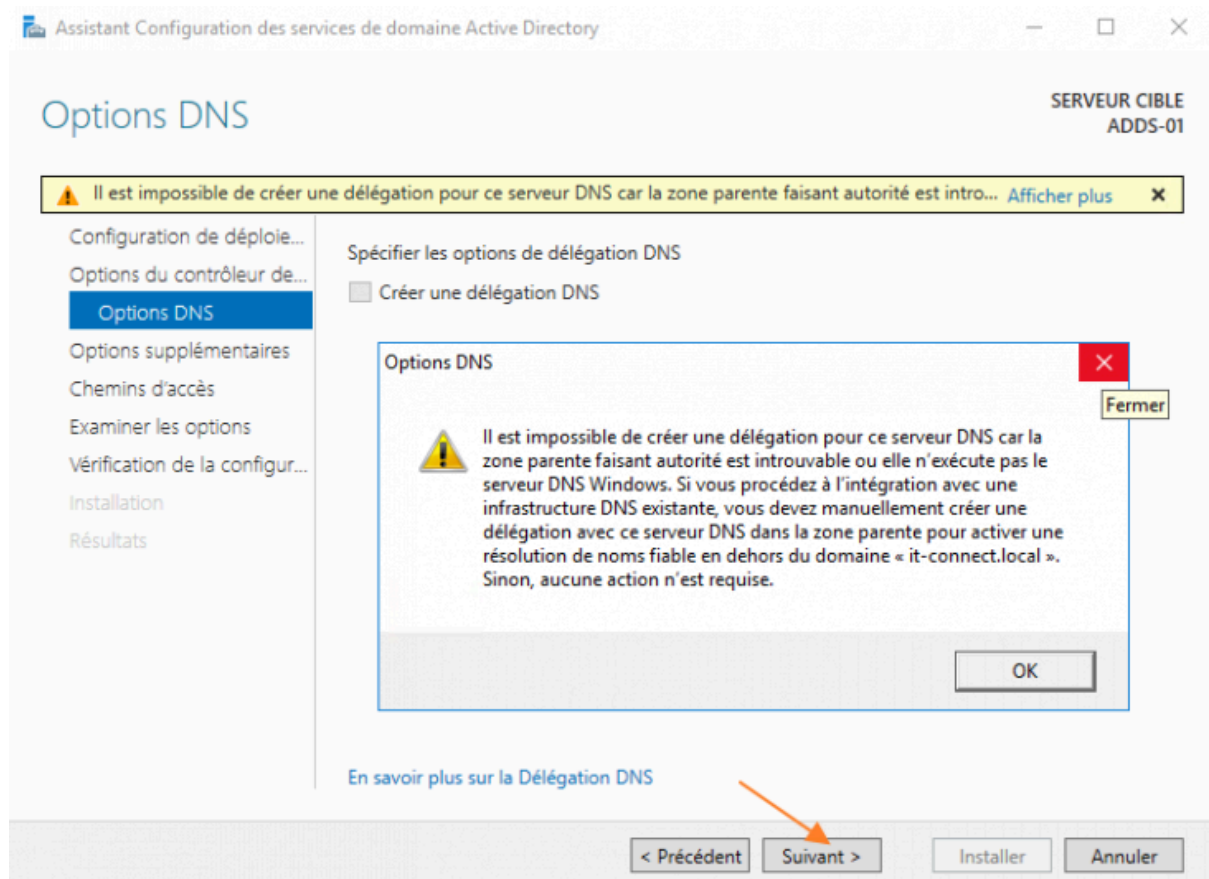 Assistant Configuration des services de domaine Active Directory
Options DNS
SERVEUR CIBLE
ADDS-01
Il est impossible de créer une délégation pour ce serveur DNS car la zone parente faisant autorité est intro... Afficher plus
Configuration de déploie...
Options du contrôleur de...
Options DNS
Options supplémentaires
Chemins d'accès
Examiner les options
Vérification de la configur...
Installation
Résultats
Spécifier les options de délégation DNS
Créer une délégation DNS
Options DNS
Fermer
Il est impossible de créer une délégation pour ce serveur DNS car la
zone parente faisant autorité est introuvable ou elle n'exécute pas le
serveur DNS Windows. Si vous procédez à l'intégration avec une
infrastructure DNS existante, vous devez manuellement créer une
délégation avec ce serveur DNS dans la zone parente pour activer une
résolution de noms fiable en dehors du domaine « it-connect.local ».
Sinon, aucune action n'est requise.
OK
En savoir plus sur la Délégation DNS
< Précédent
Suivant >
Installer
Annuler